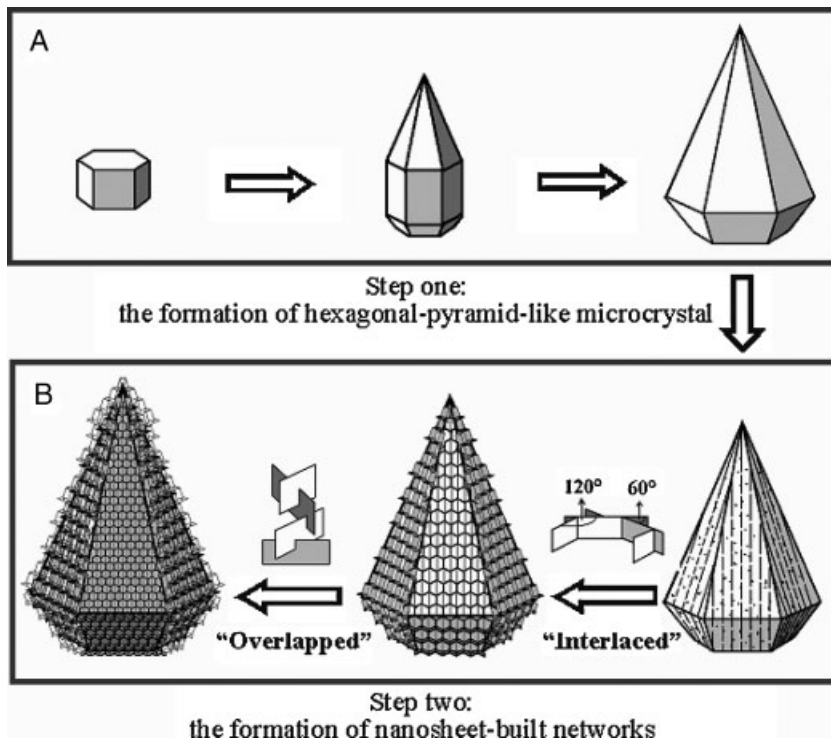 A
Step one:
the formation of hexagonal-pyramid-like microcrystal
B
120° 60°
"Overlapped" "Interlaced"
Step two:
the formation of nanosheet-built networks